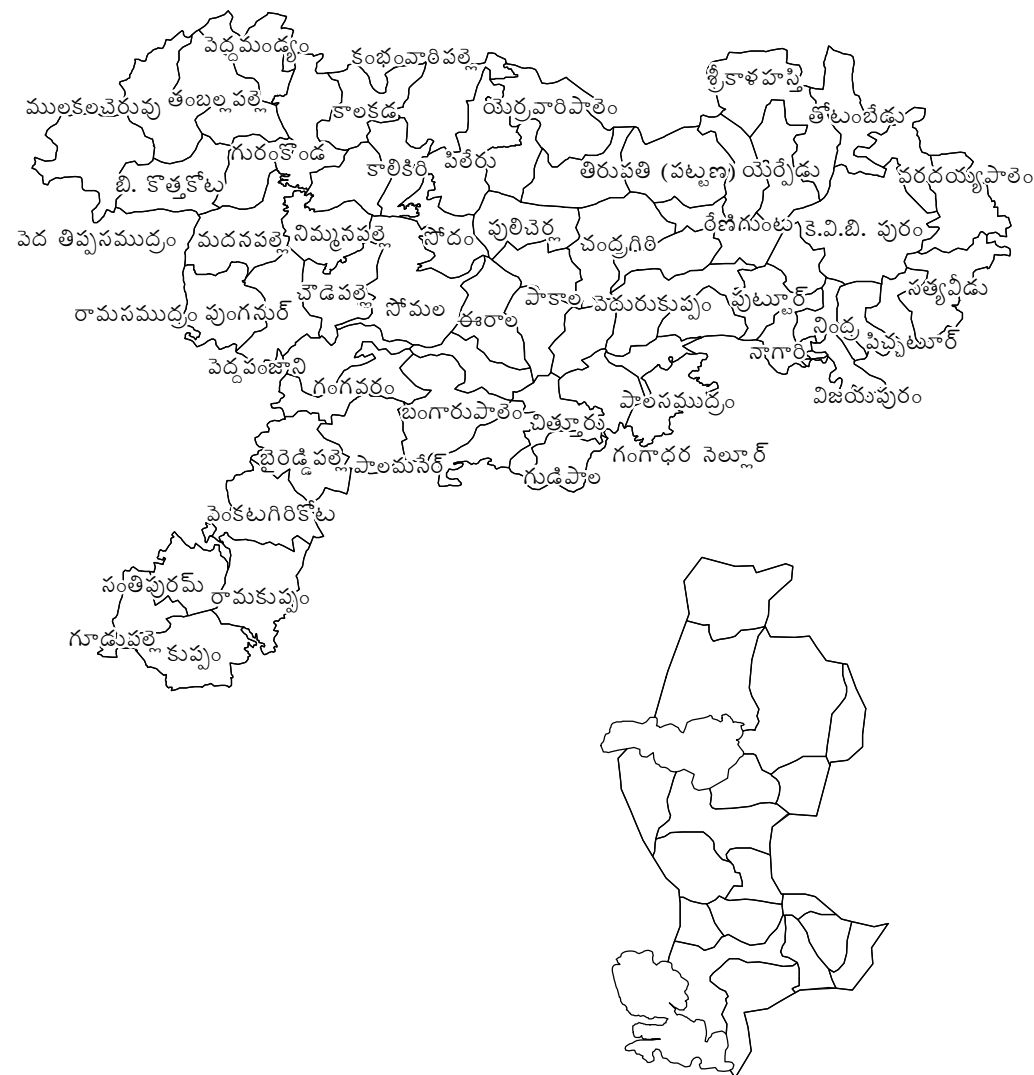 పెద్దమండ్యం
కంభంవారిపల్లె
శ్రీకాళహస్తి
ములకలచెరువు
తంబల్లపల్లె
కాలకడ
యెర్రవారిపాలెం
తోటంబేడు
గురంకొండ
కాలికిరి
పిలేరు
తిరుపతి (పట్టణ)
యెర్పేడు
వరదయ్యపాలెం
బి. కొత్తకోట
పెద తిప్పసముద్రం
మదనపల్లె
నిమ్మనపల్లె
సోదం
పులిచెర్ల
చంద్రగిరి
రేణిగుంట
కె.వి.బి. పురం
చౌడెపల్లె
సోమల
పాకాల
వెదురుకుప్పం
పుటూర్
సత్యవీడు
రామసముద్రం
పుంగనుర్
ఈరాల
నింద్ర
పిచ్చటూర్
నాగారి
పెద్దపంజాని
గంగవరం
బంగారుపాలెం
పాలసముద్రం
విజయపురం
చిత్తూరు
బైరెడ్డిపల్లె
పాలమనేర్
గంగాధర నెల్లూర్
గుడిపాల
వెంకటగిరికోట
సంతిపురమ్
రామకుప్పం
గూడుపల్లె
కుప్పం